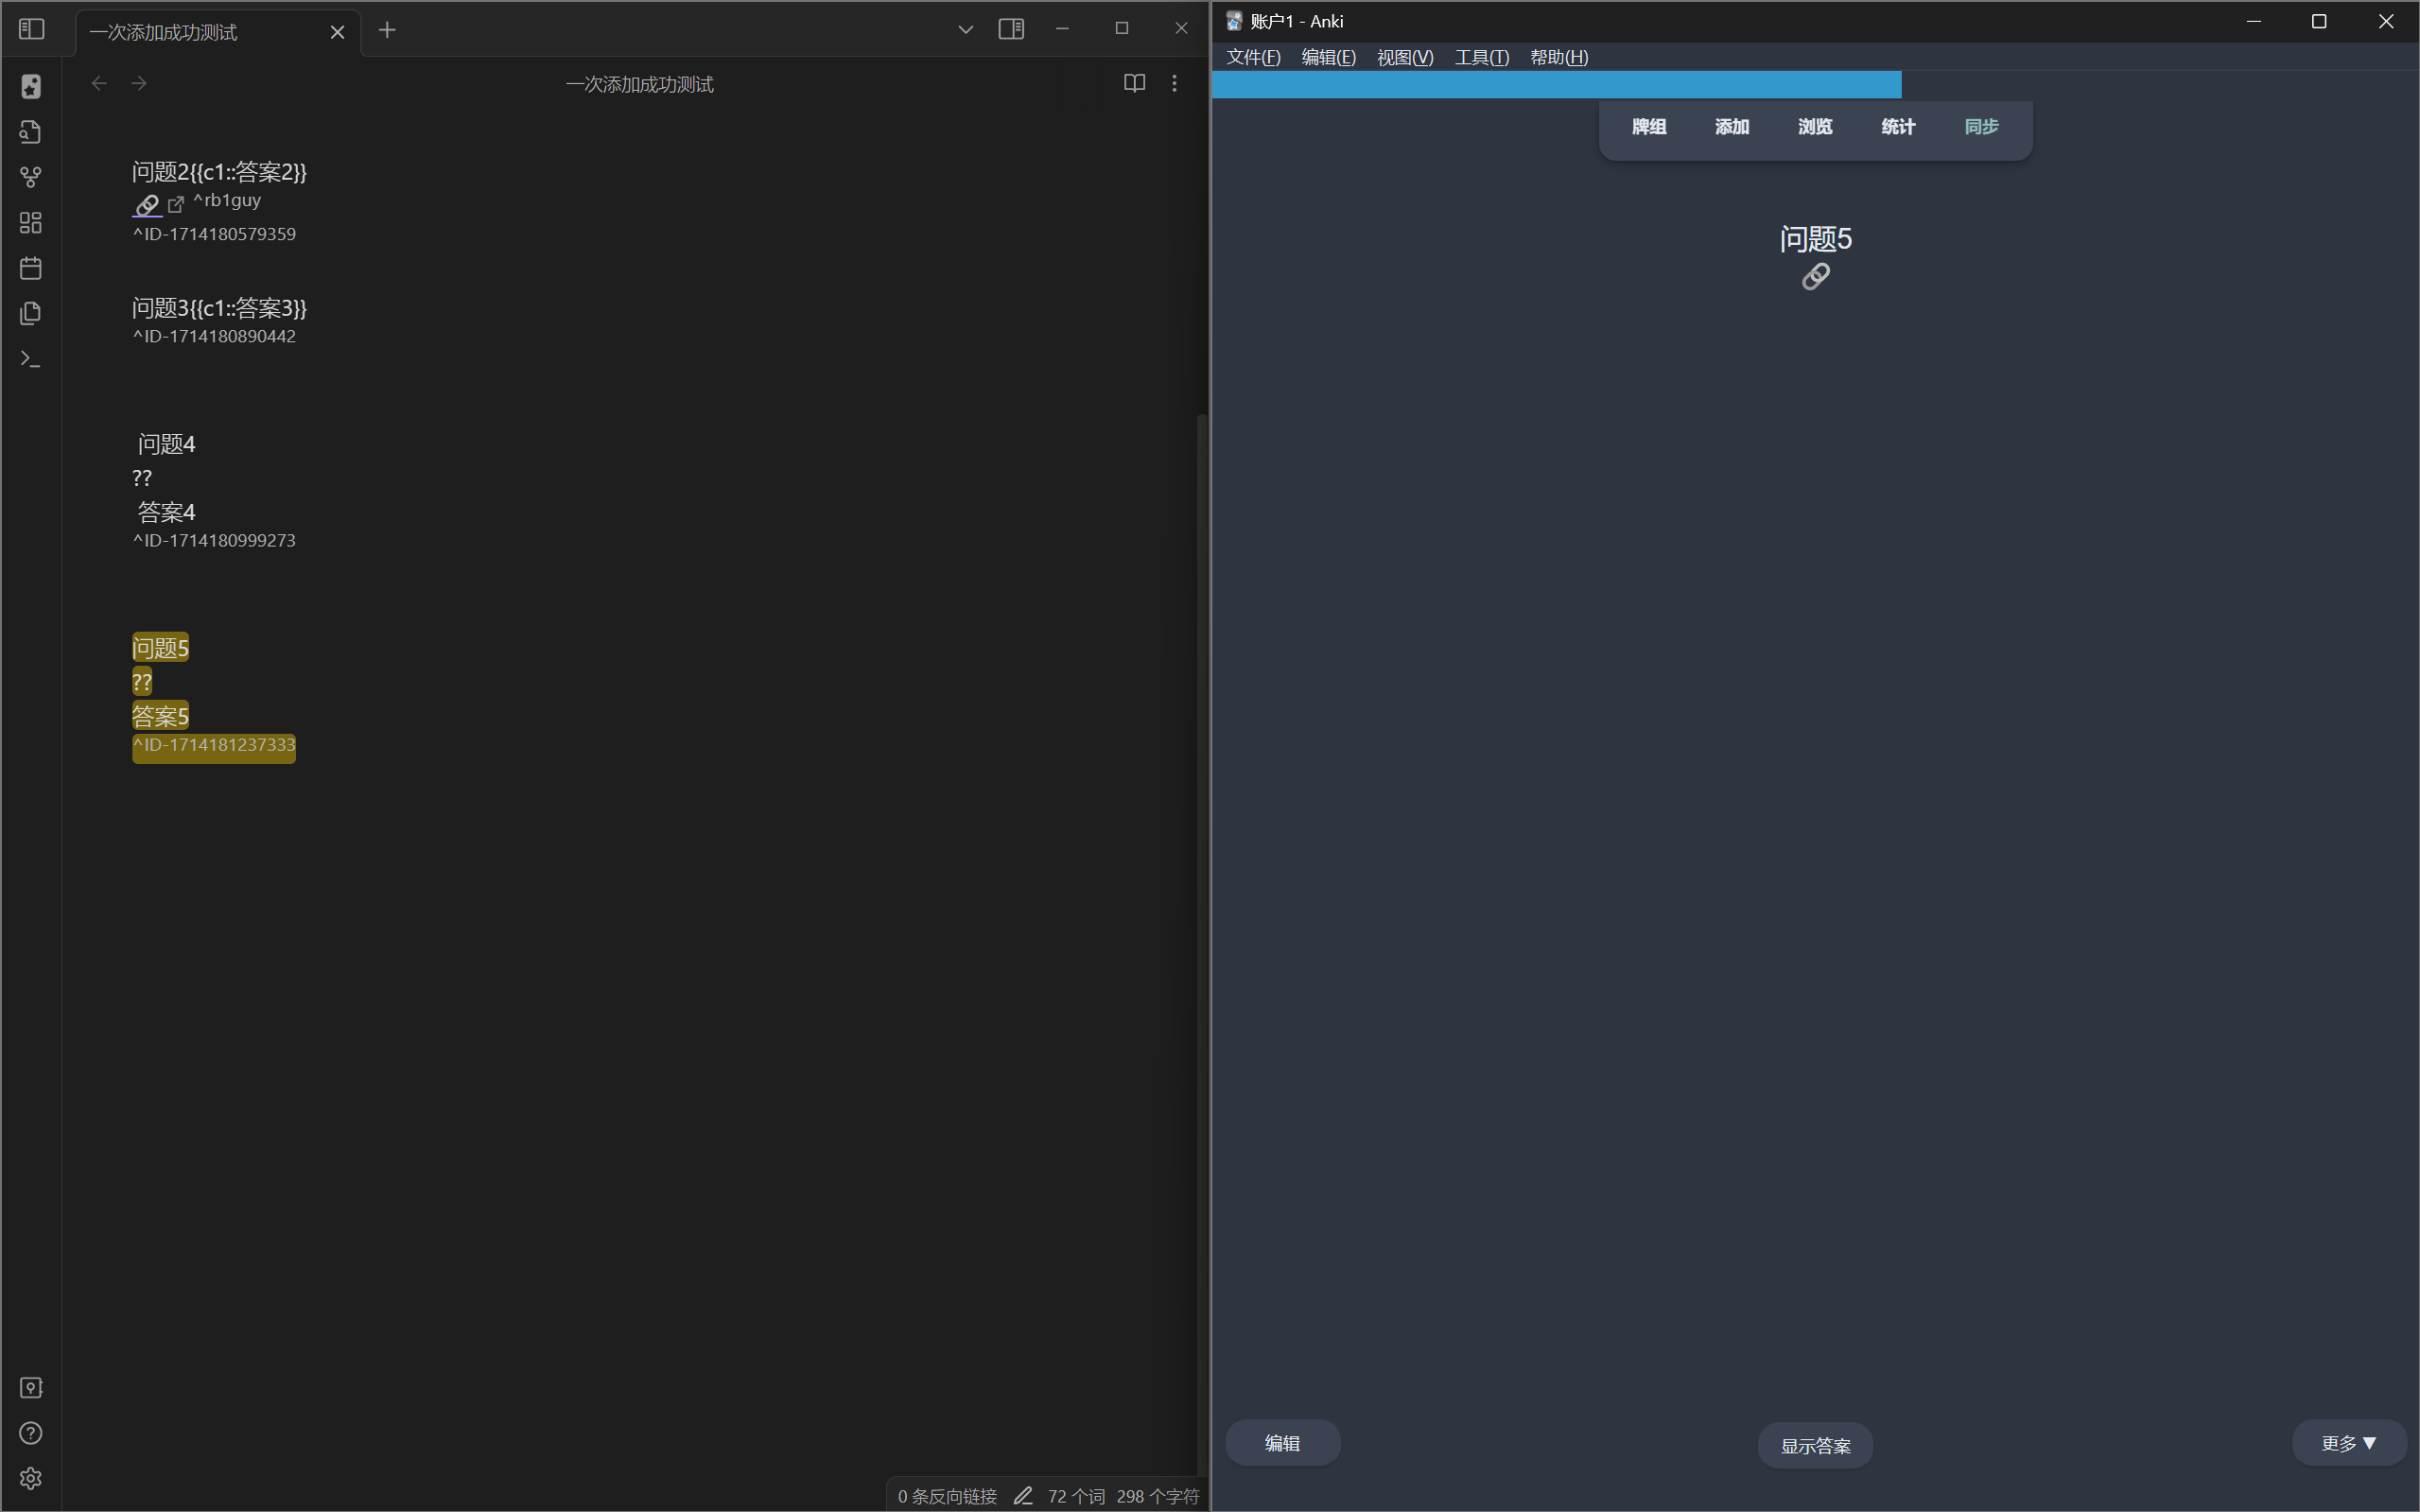 一次添加成功测试
一次添加成功测试
问题2{{c1::答案2}}
^rb1guy
^ID-1714180579359
问题3{{c1::答案3}}
^ID-1714180890442
问题4
??
答案4
^ID-1714180999273
问题5
??
答案5
^ID-1714181237333
0 条反向链接 72 个词 298 个字符
账户1 - Anki
文件(F) 编辑(E) 视图(V) 工具(T) 帮助(H)
牌组 添加 浏览 统计 同步
问题5
编辑 显示答案 更多 ▼